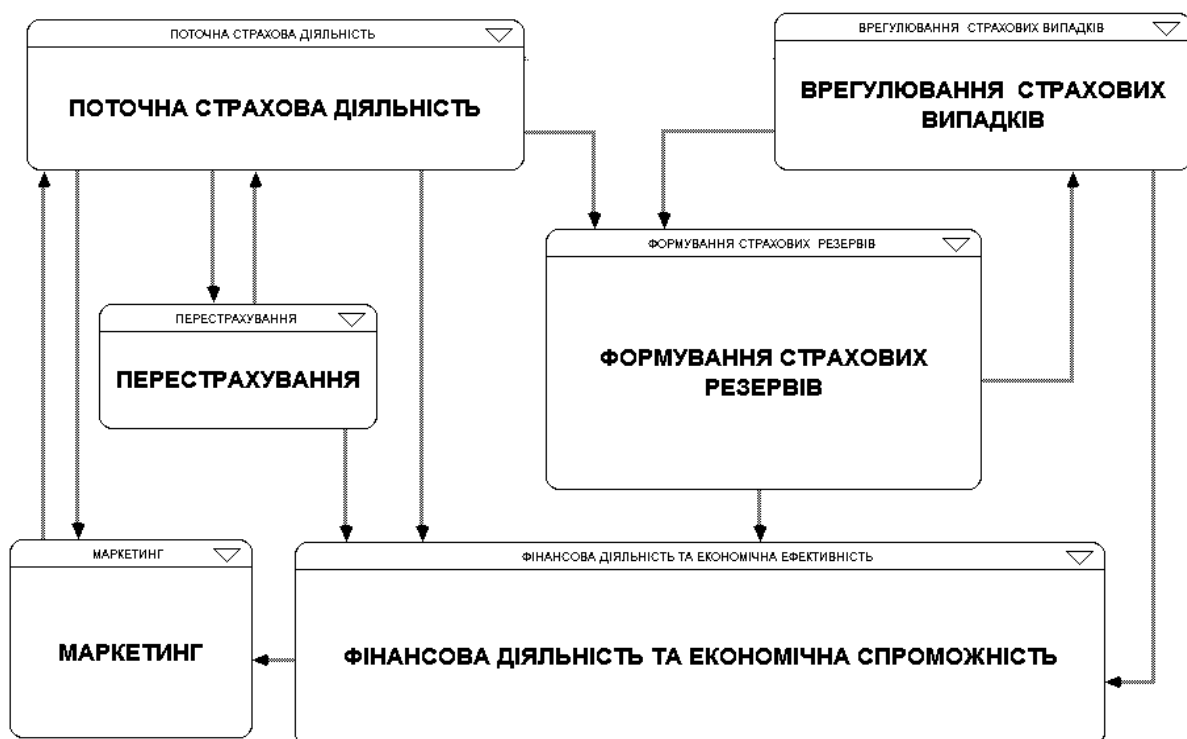 ПОТОЧНА СТРАХОВА ДІЯЛЬНІСТЬ
ПОТОЧНА СТРАХОВА ДІЯЛЬНІСТЬ
ВРЕГУЛЮВАННЯ СТРАХОВИХ ВИПАДКІВ
ВРЕГУЛЮВАННЯ СТРАХОВИХ
ВИПАДКІВ
ФОРМУВАННЯ СТРАХОВИХ РЕЗЕРВІВ
ФОРМУВАННЯ СТРАХОВИХ
РЕЗЕРВІВ
ПЕРЕСТРАХУВАННЯ
ПЕРЕСТРАХУВАННЯ
МАРКЕТИНГ
МАРКЕТИНГ
ФІНАНСОВА ДІЯЛЬНІСТЬ ТА ЕКОНОМІЧНА ЕФЕКТИВНІСТЬ
ФІНАНСОВА ДІЯЛЬНІСТЬ ТА ЕКОНОМІЧНА СПРОМОЖНІСТЬ